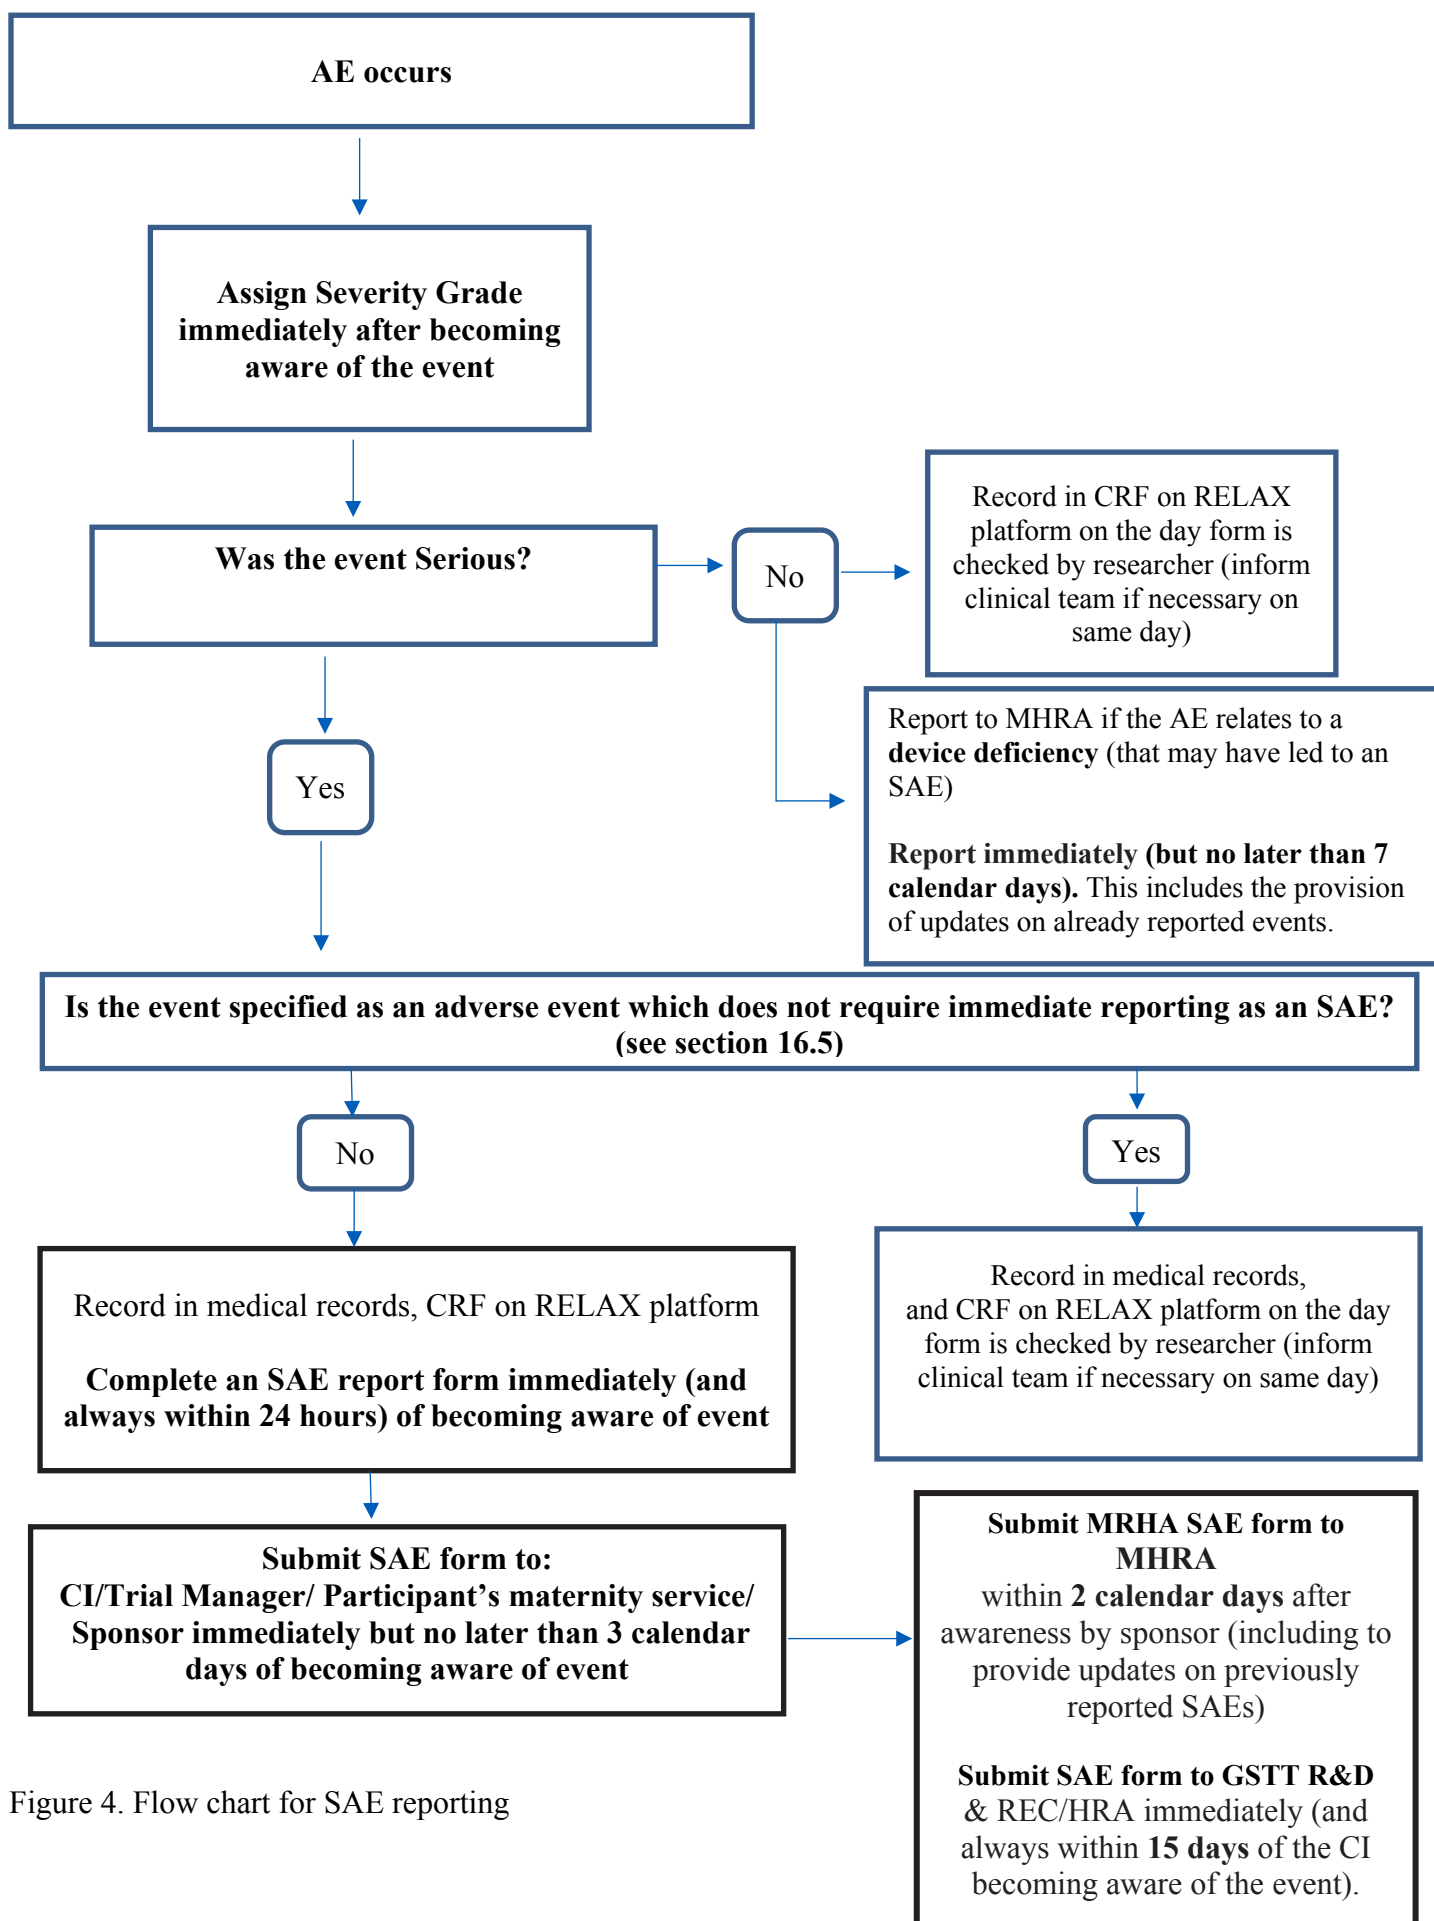 AE occurs
Assign Severity Grade
immediately after becoming
aware of the event
Was the event Serious?
No
Record in CRF on RELAX
platform on the day form is
checked by researcher (inform
clinical team if necessary on
same day)
Report to MHRA if the AE relates to a
device deficiency (that may have led to an
SAE)
Report immediately (but no later than 7
calendar days). This includes the provision
of updates on already reported events.
Yes
Is the event specified as an adverse event which does not require immediate reporting as an SAE?
(see section 16.5)
No
Yes
Record in medical records, CRF on RELAX platform
Complete an SAE report form immediately (and
always within 24 hours) of becoming aware of event
Record in medical records,
and CRF on RELAX platform on the day
form is checked by researcher (inform
clinical team if necessary on same day)
Submit SAE form to:
CI/Trial Manager/ Participant’s maternity service/
Sponsor immediately but no later than 3 calendar
days of becoming aware of event
Submit MRHA SAE form to
MHRA
within 2 calendar days after
awareness by sponsor (including to
provide updates on previously
reported SAEs)
Submit SAE form to GSTT R&D
& REC/HRA immediately (and
always within 15 days of the CI
becoming aware of the event).
Figure 4. Flow chart for SAE reporting